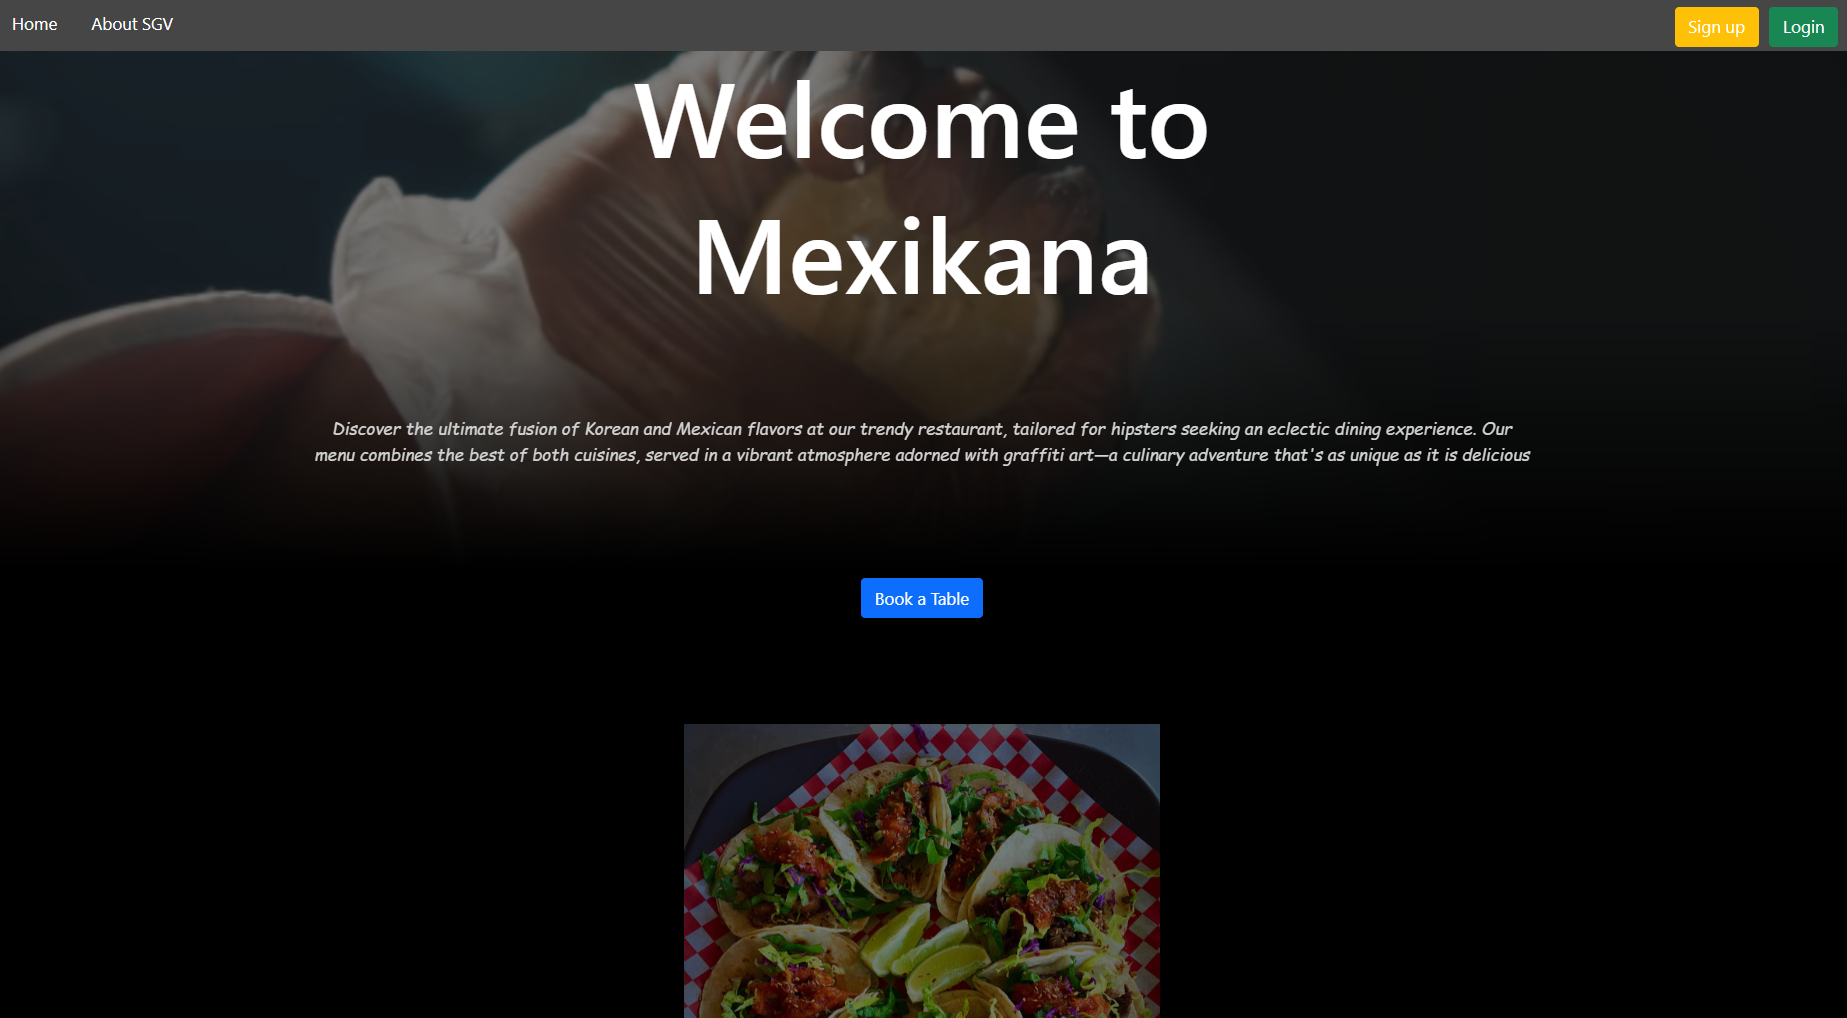 Home About SGV Sign up Login
Welcome to
Mexikana
Discover the ultimate fusion of Korean and Mexican flavors at our trendy restaurant, tailored for hipsters seeking an eclectic dining experience. Our
menu combines the best of both cuisines, served in a vibrant atmosphere adorned with graffiti art—a culinary adventure that's as unique as it is delicious
Book a Table